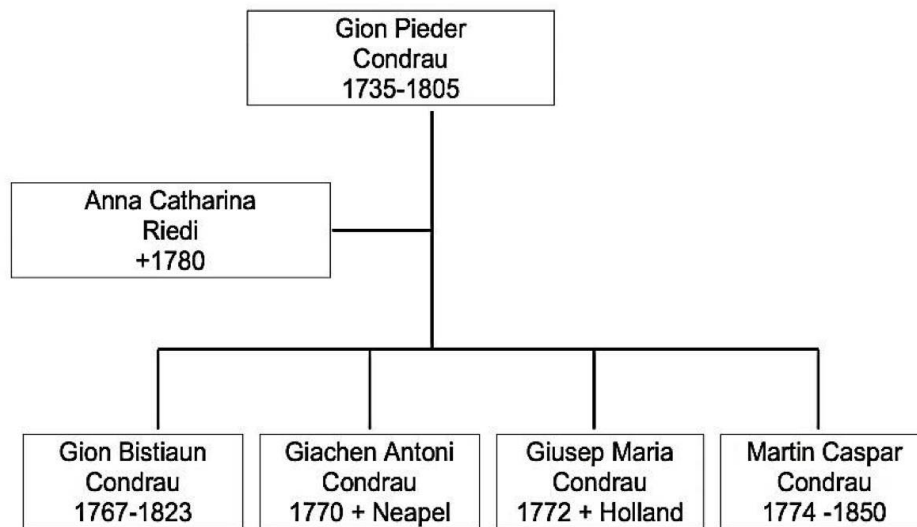 Gion Pieder
Condrau
1735-1805
Anna Catharina
Riedi
+1780
Gion Bistiaun
Condrau
1767-1823
Giachen Antoni
Condrau
1770 + Neapel
Giusep Maria
Condrau
1772 + Holland
Martin Caspar
Condrau
1774 -1850